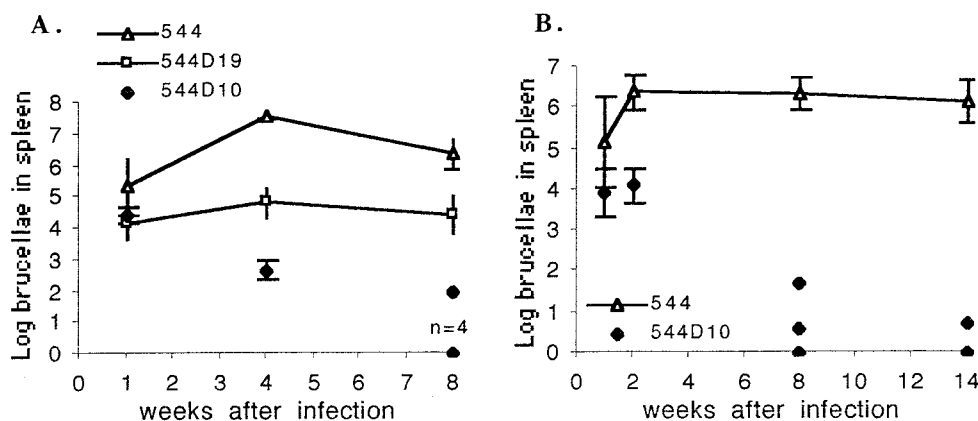 A.
544
544D19
544D10
Log brucellae in spleen
8
7
6
5
4
3
2
1
0
n=4
0 1 2 3 4 5 6 7 8
weeks after infection
B.
Log brucellae in spleen
7
6
5
4
3
2
1
0
544
544D10
0 2 4 6 8 10 12 14
weeks after infection